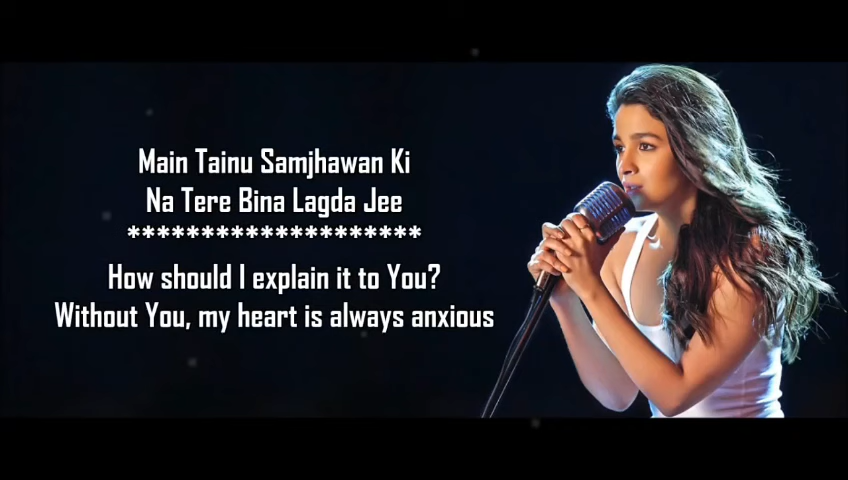 Main Tainu Samjhawan Ki
Na Tere Bina Lagda Jee
********************
How should I explain it to You?
Without You, my heart is always anxious